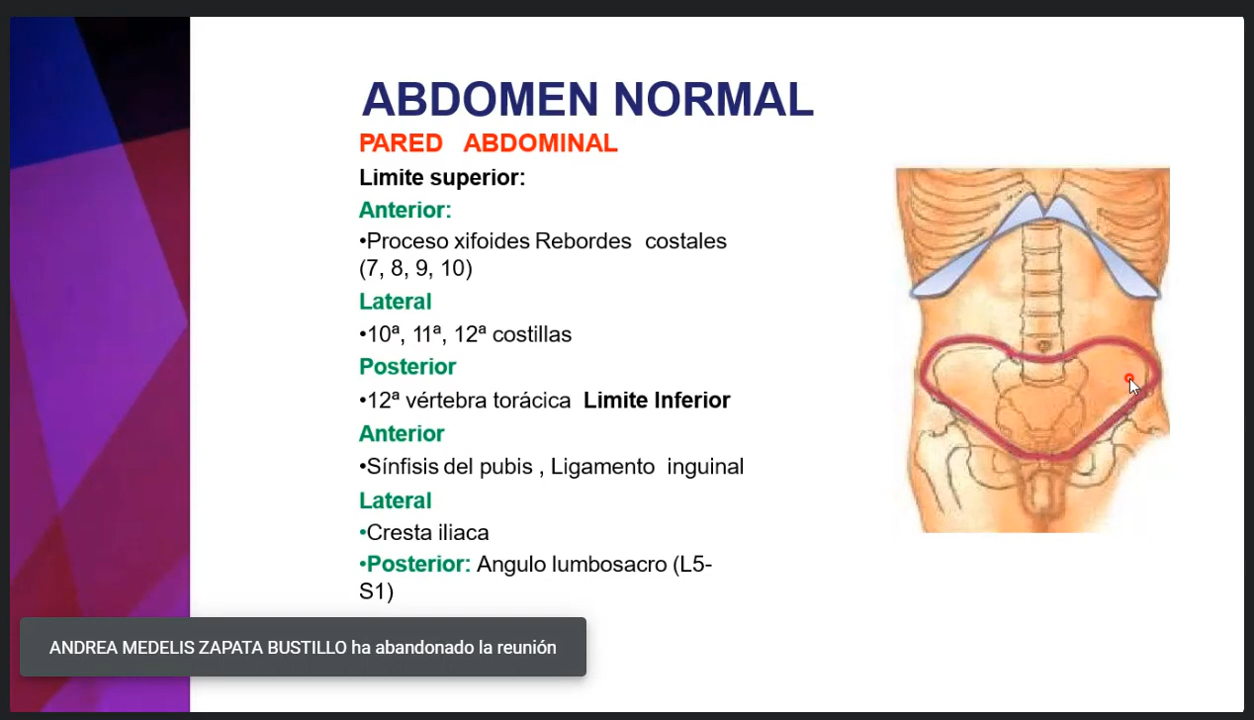 ABDOMEN NORMAL
PARED ABDOMINAL
Limite superior:
Anterior:
•Proceso xifoides Rebordes costales
(7, 8, 9, 10)
Lateral
•10ª, 11ª, 12ª costillas
Posterior
•12ª vértebra torácica Limite Inferior
Anterior
•Sínfisis del pubis , Ligamento inguinal
Lateral
•Cresta iliaca
•Posterior: Angulo lumbosacro (L5-
S1)
ANDREA MEDELIS ZAPATA BUSTILLO ha abandonado la reunión